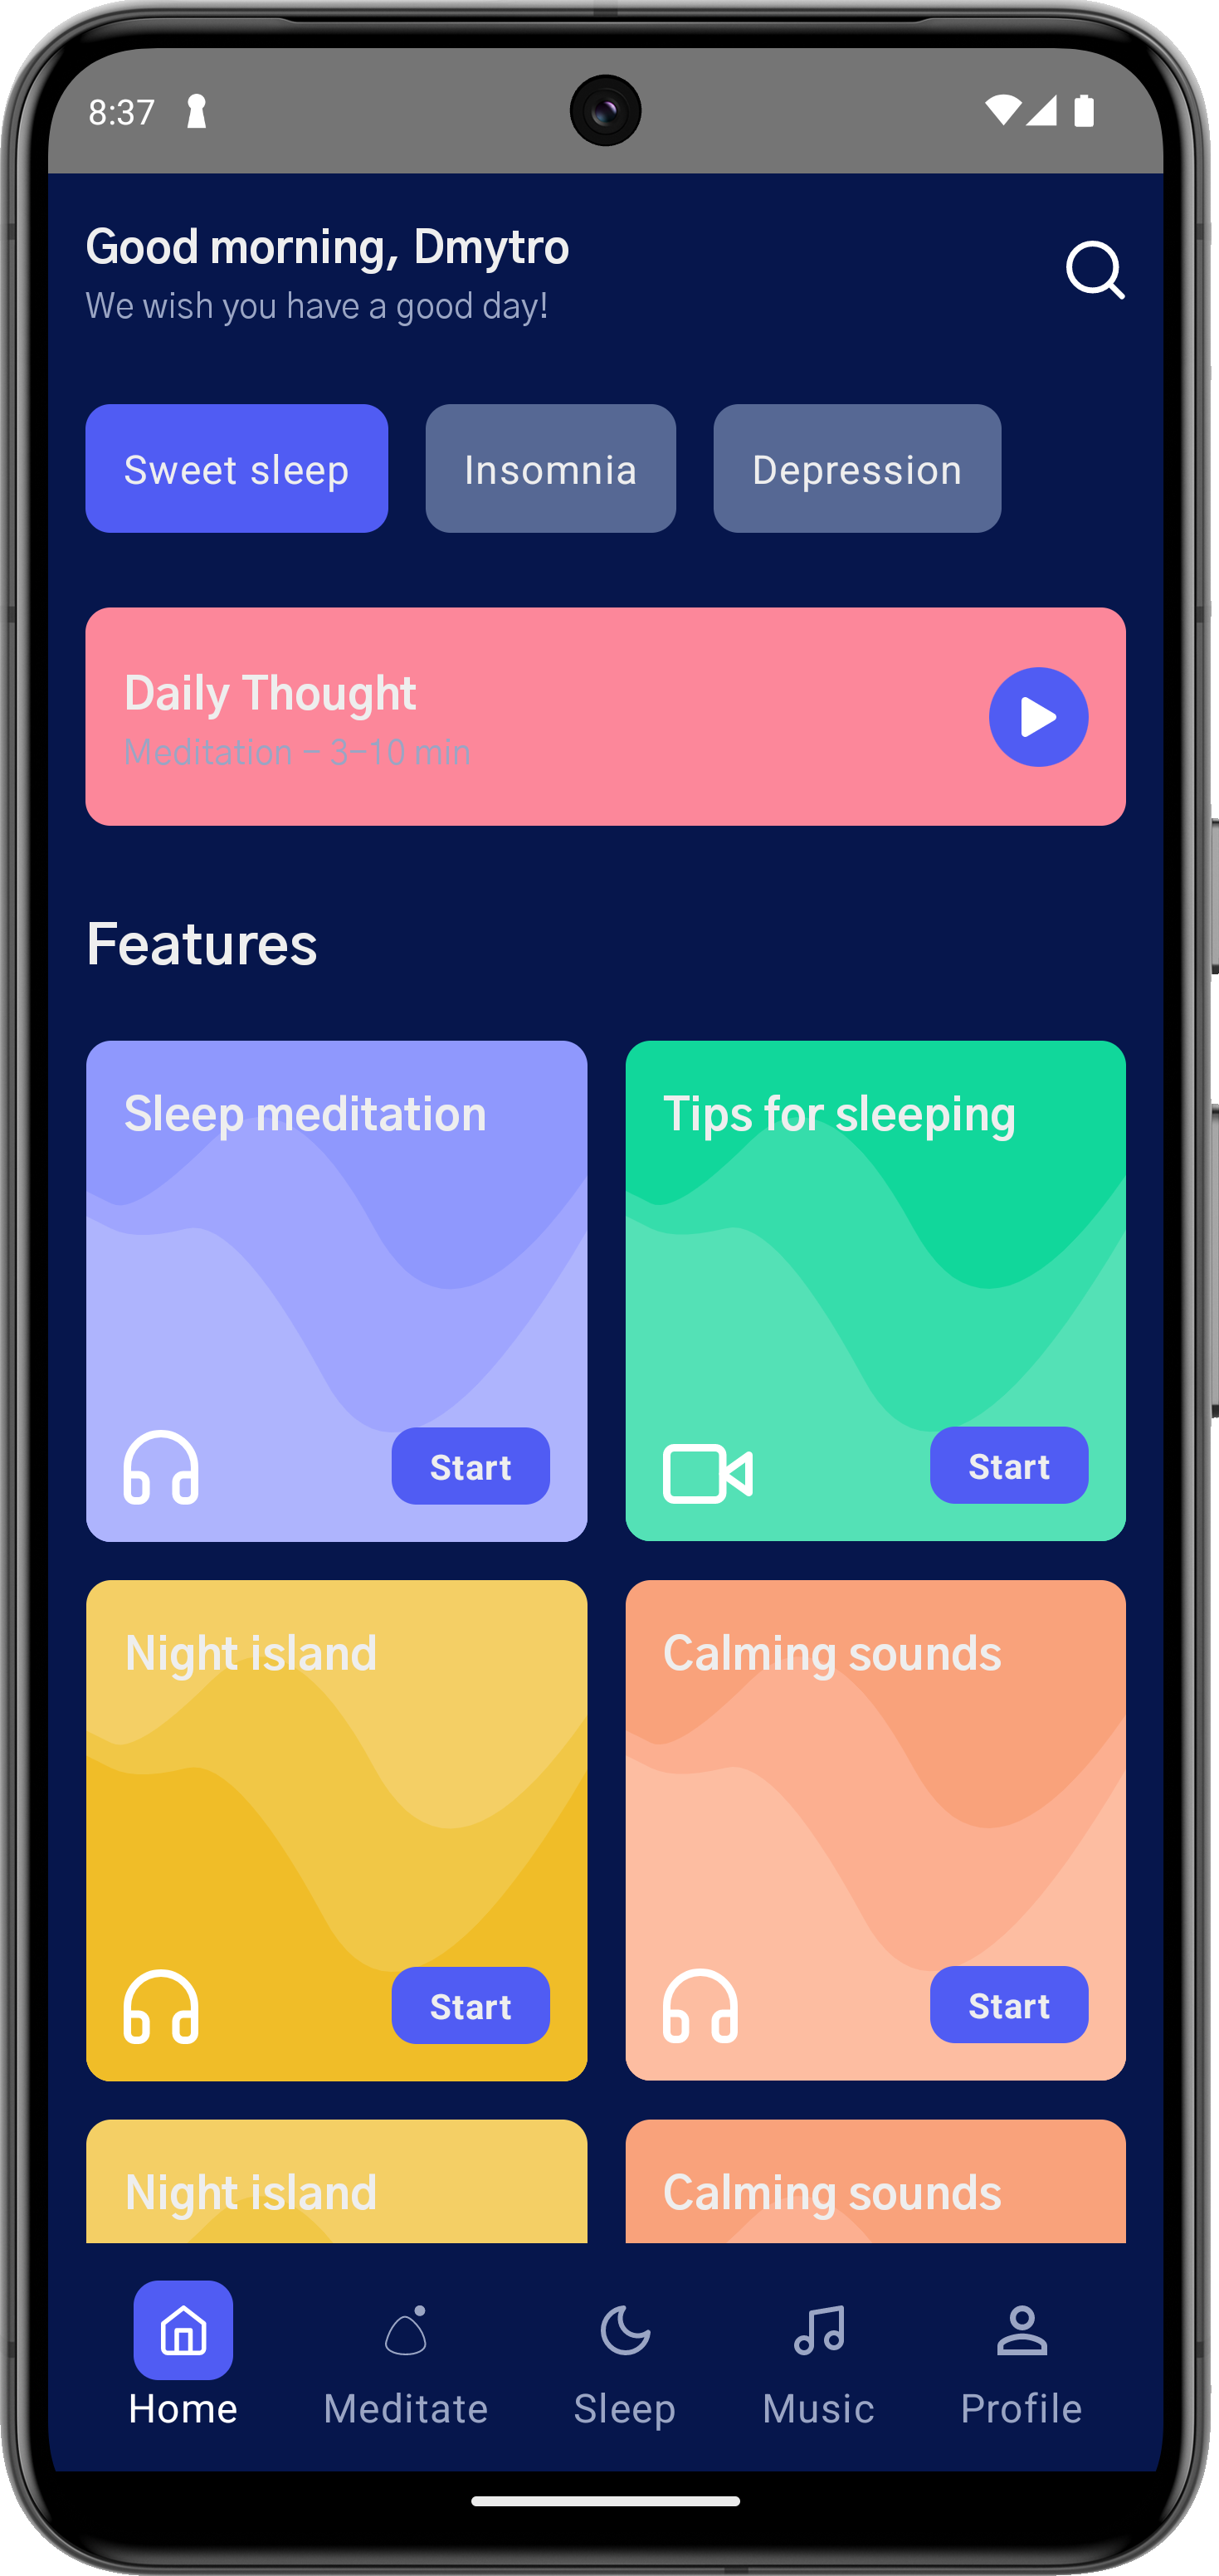 8:37
Good morning, Dmytro
We wish you have a good day!
Sweet sleep
Insomnia
Depression
Daily Thought
Meditation - 3-10 min
Features
Sleep meditation
Tips for sleeping
Start
Start
Night island
Calming sounds
Start
Start
Night island
Calming sounds
Home
Meditate
Sleep
Music
Profile